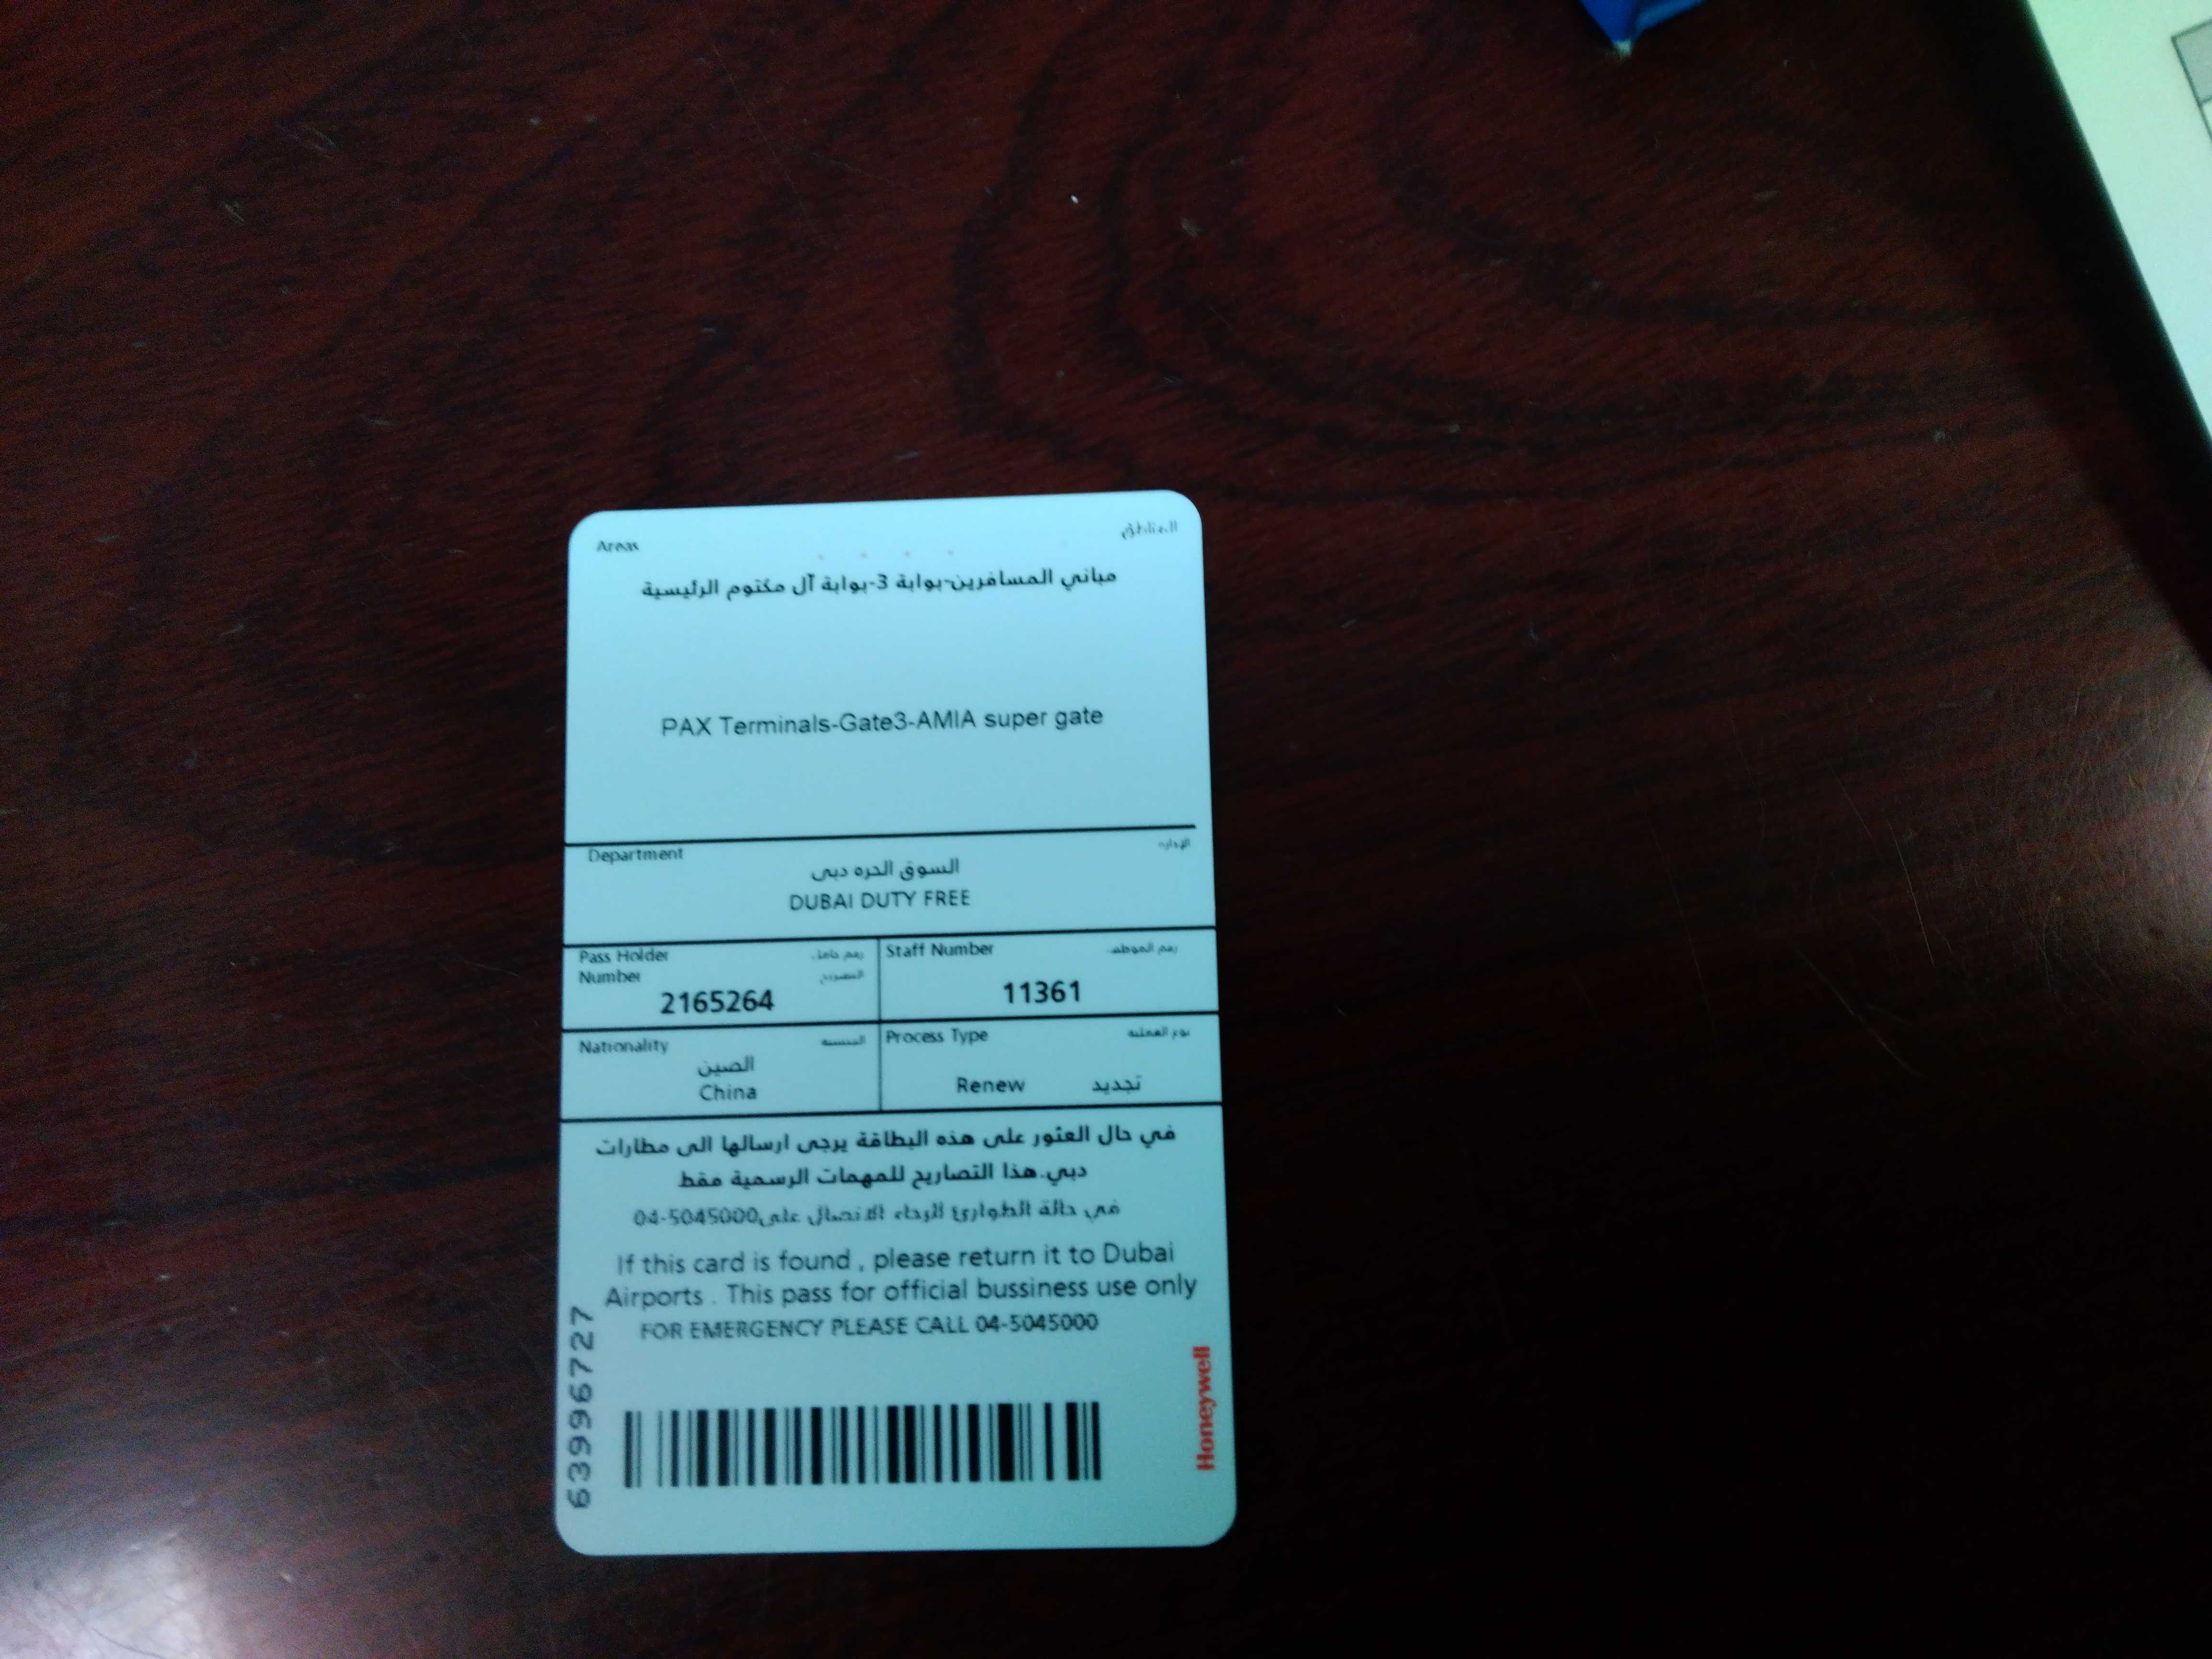 Areas المناطق
مباني المسافرين-بوابة 3-بوابة آل مكتوم الرئيسية
PAX Terminals-Gate3-AMIA super gate
Department الإدارة
السوق الحره دبى
DUBAI DUTY FREE
Pass Holder رقم حامل
Number التصريح
2165264
Staff Number رقم الموظف
11361
Nationality الجنسية
الصين
China
Process Type نوع العملية
Renew تجديد
في حال العثور على هذه البطاقة يرجى ارسالها الى مطارات
دبي.هذا التصاريح للمهمات الرسمية فقط
في حالة الطوارئ الرجاء الاتصال على04-5045000
If this card is found , please return it to Dubai
Airports . This pass for official bussiness use only
FOR EMERGENCY PLEASE CALL 04-5045000
63996727
Honeywell